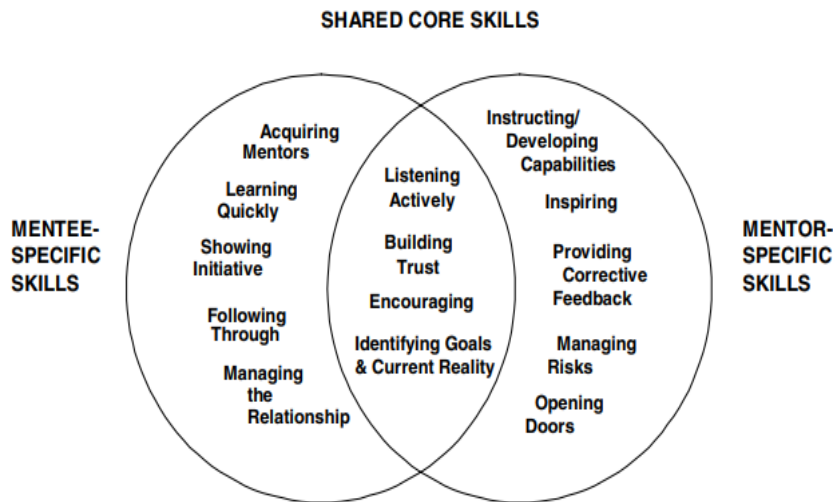 SHARED CORE SKILLS
MENTEE-
SPECIFIC
SKILLS
Acquiring
Mentors
Learning
Quickly
Showing
Initiative
Following
Through
Managing
the
Relationship
Listening
Actively
Building
Trust
Encouraging
Identifying Goals
& Current Reality
Instructing/
Developing
Capabilities
Inspiring
Providing
Corrective
Feedback
Managing
Risks
Opening
Doors
MENTOR-
SPECIFIC
SKILLS